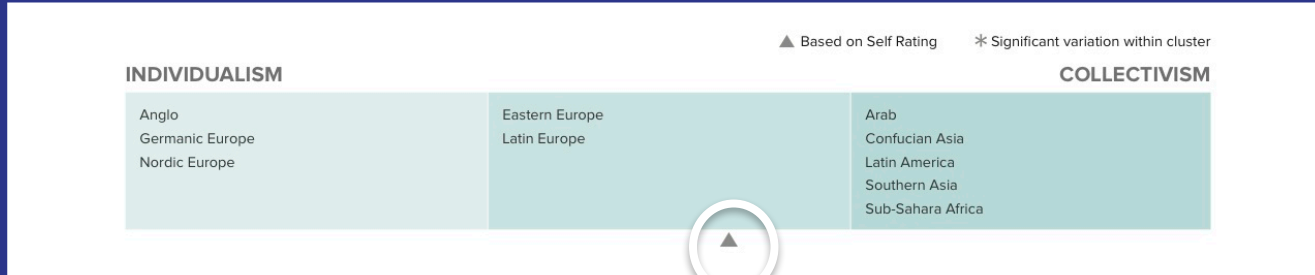 Based on Self Rating
Significant variation within cluster
INDIVIDUALISM
COLLECTIVISM
Anglo
Germanic Europe
Nordic Europe
Eastern Europe
Latin Europe
Arab
Confucian Asia
Latin America
Southern Asia
Sub-Sahara Africa